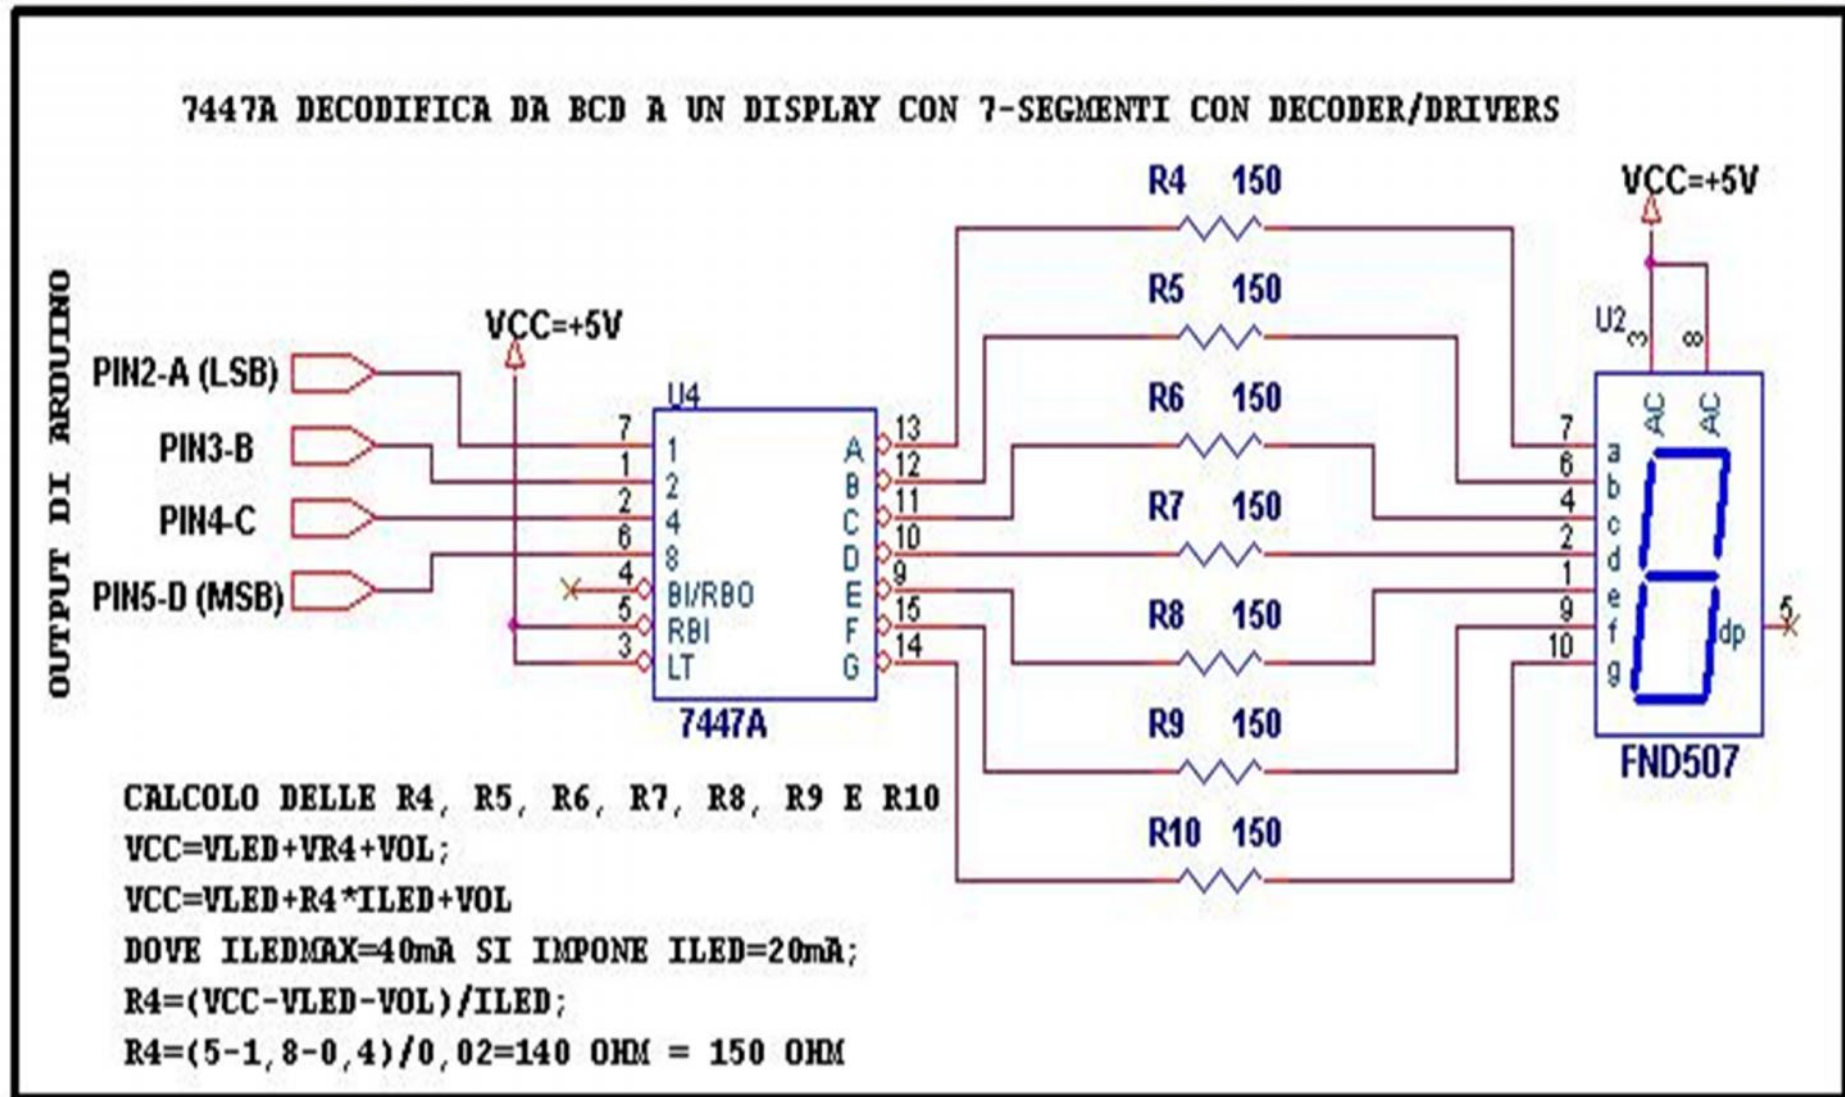 7447A DECODIFICA DA BCD A UN DISPLAY CON 7-SEGMENTI CON DECODER/DRIVERS
OUTPUT DI ARDUINO
PIN2-A (LSB)
PIN3-B
PIN4-C
PIN5-D (MSB)
VCC=+5V
U4
7 1 A 13
1 2 B 12
2 4 C 11
6 8 D 10
4 BI/RBO E 9
5 RBI F 15
3 LT G 14
7447A
R4 150
R5 150
R6 150
R7 150
R8 150
R9 150
R10 150
VCC=+5V
U2
3 8
AC AC
7 a
6 b
4 c
2 d
1 e
9 f dp 5
10 g
FND507
CALCOLO DELLE R4, R5, R6, R7, R8, R9 E R10
VCC=VLED+VR4+VOL;
VCC=VLED+R4*ILED+VOL
DOVE ILEDMAX=40mA SI IMPONE ILED=20mA;
R4=(VCC-VLED-VOL)/ILED;
R4=(5-1,8-0,4)/0,02=140 OHM = 150 OHM